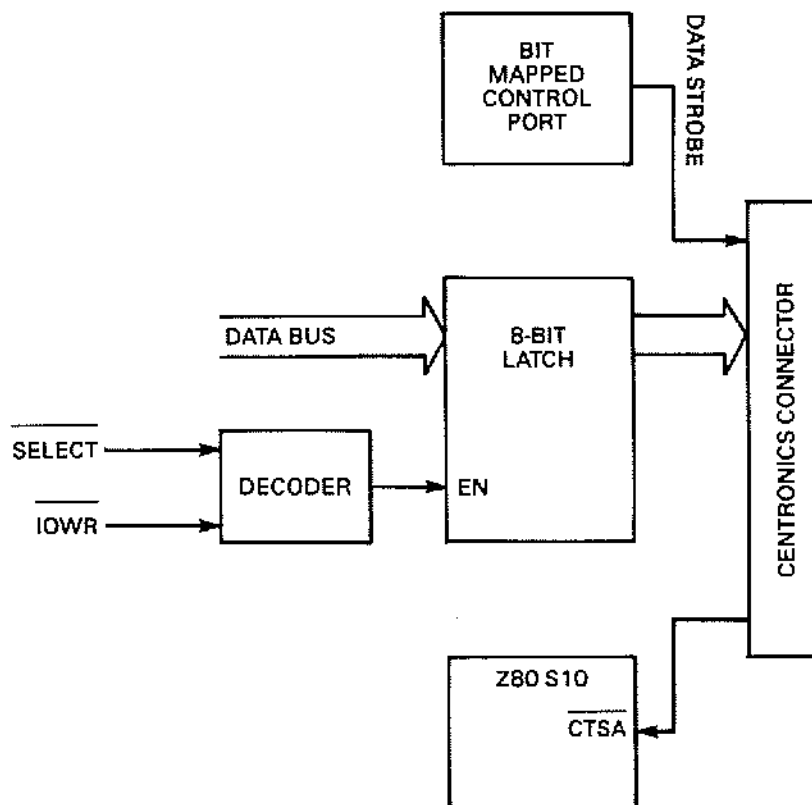 BIT
MAPPED
CONTROL
PORT
DATA STROBE
DATA BUS
8-BIT
LATCH
SELECT
DECODER
EN
IOWR
CENTRONICS CONNECTOR
Z80 S10
CTSA